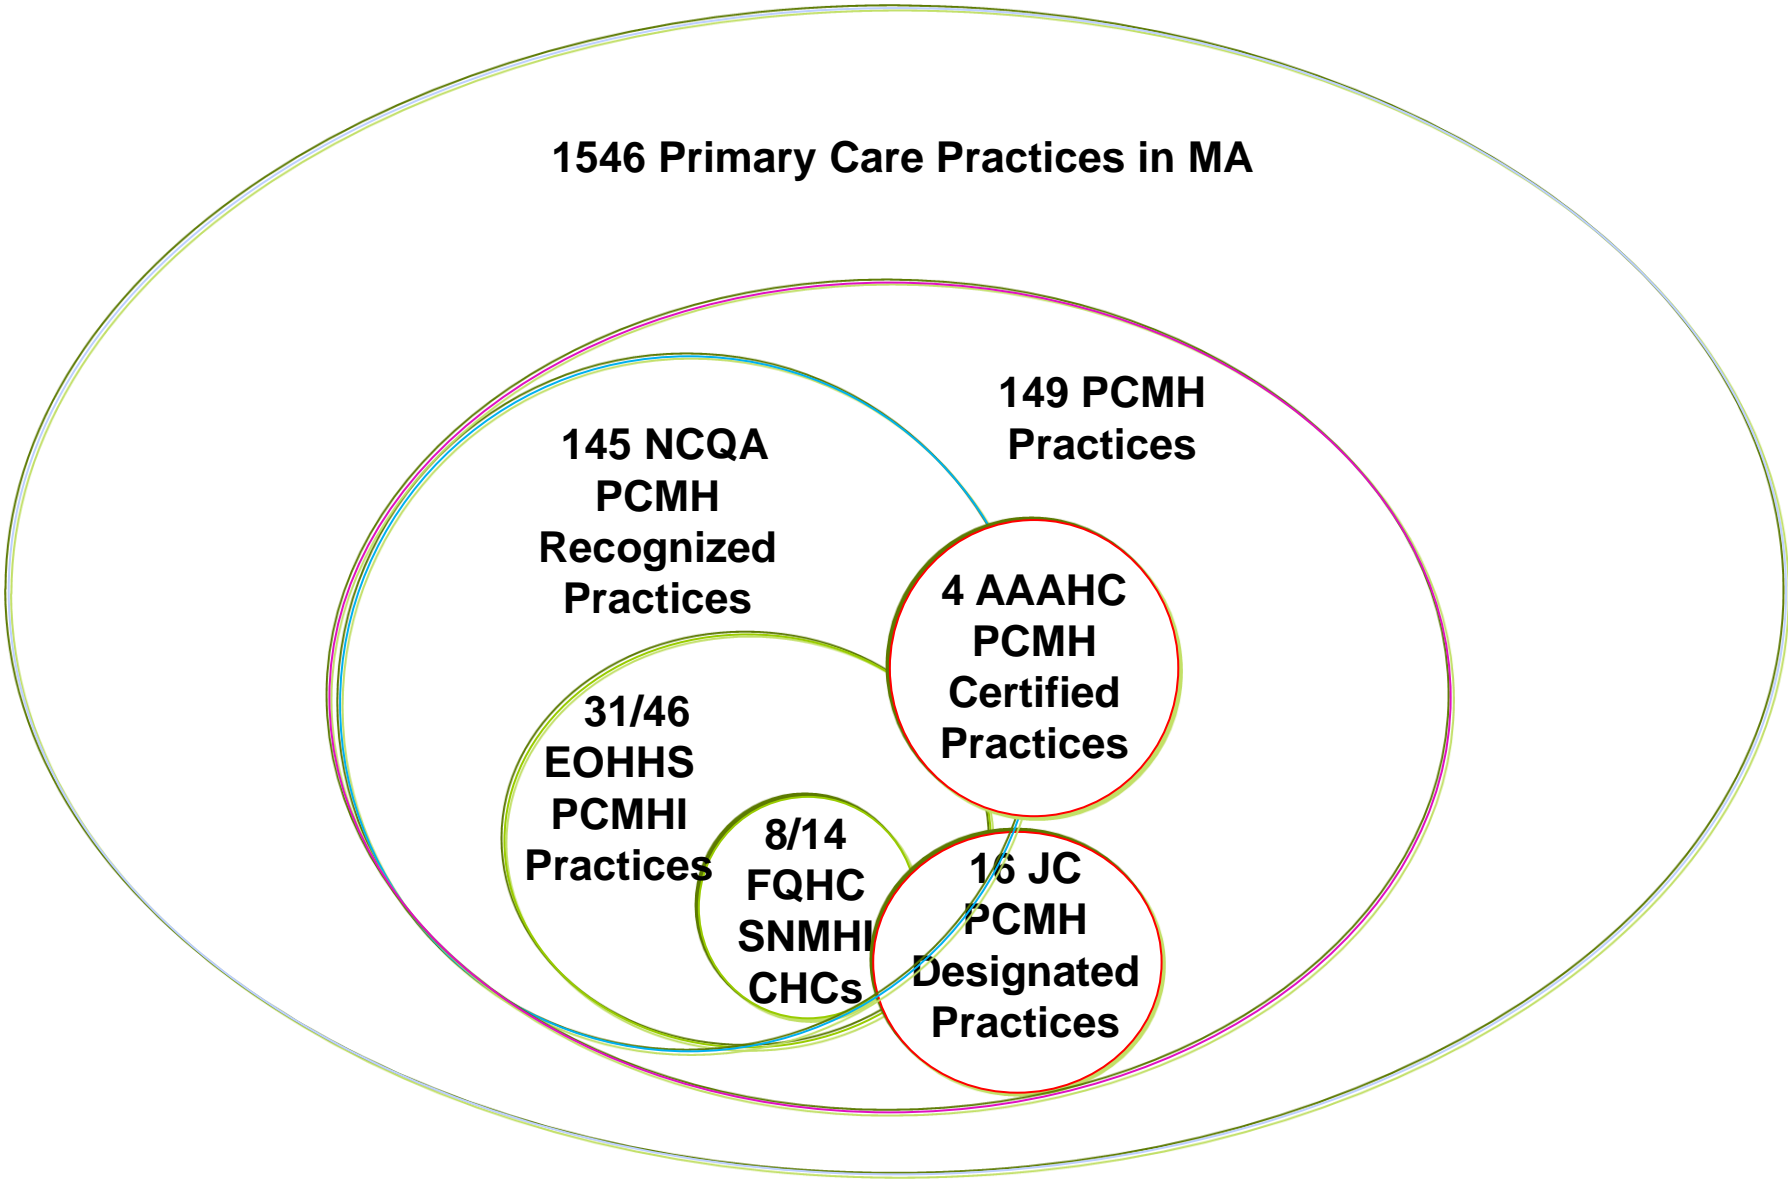 1546 Primary Care Practices in MA
149 PCMH
Practices
145 NCQA
PCMH
Recognized
Practices
4 AAAHC
PCMH
Certified
Practices
31/46
EOHHS
PCMHI
Practices
8/14
FQHC
SNMHI
CHCs
16 JC
PCMH
Designated
Practices